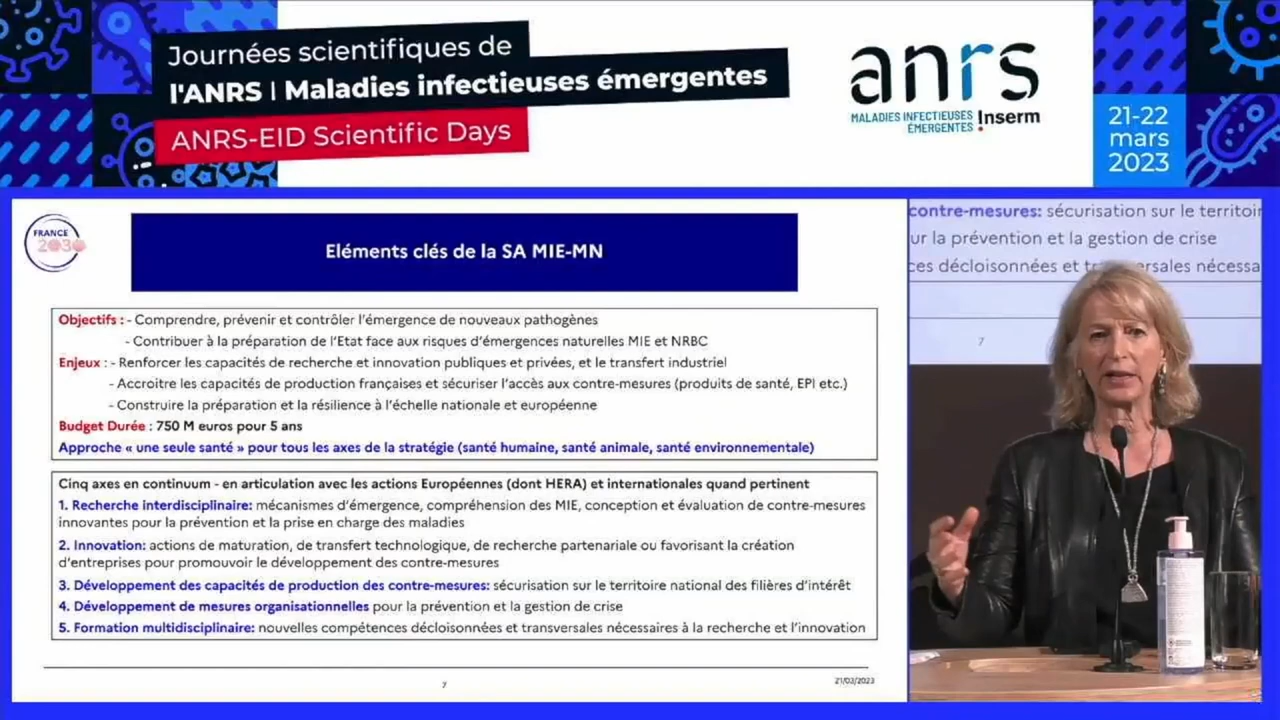 Journées scientifiques de
l'ANRS | Maladies infectieuses émergentes
ANRS-EID Scientific Days
anrs
MALADIES INFECTIEUSES
ÉMERGENTES
Inserm
21-22
mars
2023
FRANCE
2030
Eléments clés de la SA MIE-MN
Objectifs : - Comprendre, prévenir et contrôler l'émergence de nouveaux pathogènes
- Contribuer à la préparation de l'Etat face aux risques d'émergences naturelles MIE et NRBC
Enjeux : - Renforcer les capacités de recherche et innovation publiques et privées, et le transfert industriel
- Accroitre les capacités de production françaises et sécuriser l'accès aux contre-mesures (produits de santé, EPI etc.)
- Construire la préparation et la résilience à l'échelle nationale et européenne
Budget Durée : 750 M euros pour 5 ans
Approche « une seule santé » pour tous les axes de la stratégie (santé humaine, santé animale, santé environnementale)
Cinq axes en continuum - en articulation avec les actions Européennes (dont HERA) et internationales quand pertinent
1. Recherche interdisciplinaire: mécanismes d'émergence, compréhension des MIE, conception et évaluation de contre-mesures
innovantes pour la prévention et la prise en charge des maladies
2. Innovation: actions de maturation, de transfert technologique, de recherche partenariale ou favorisant la création
d'entreprises pour promouvoir le développement des contre-mesures
3. Développement des capacités de production des contre-mesures: sécurisation sur le territoire national des filières d'intérêt
4. Développement de mesures organisationnelles pour la prévention et la gestion de crise
5. Formation multidisciplinaire: nouvelles compétences décloisonnées et transversales nécessaires à la recherche et l'innovation
7
21/03/2023
contre-mesures: sécurisation sur le territoir
ur la prévention et la gestion de crise
ces décloisonnées et tr versales nécessa
7